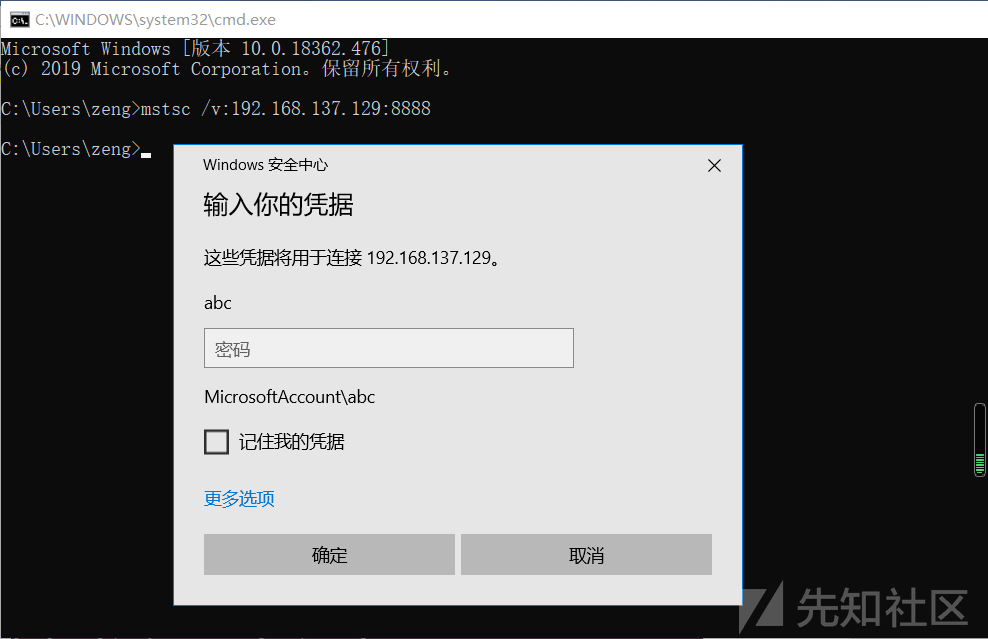 C:\WINDOWS\system32\cmd.exe
Microsoft Windows [版本 10.0.18362.476]
(c) 2019 Microsoft Corporation。保留所有权利。
C:\Users\zeng>mstsc /v:192.168.137.129:8888
C:\Users\zeng>
Windows 安全中心
输入你的凭据
这些凭据将用于连接 192.168.137.129。
abc
密码
MicrosoftAccount\abc
记住我的凭据
更多选项
确定 取消
先知社区